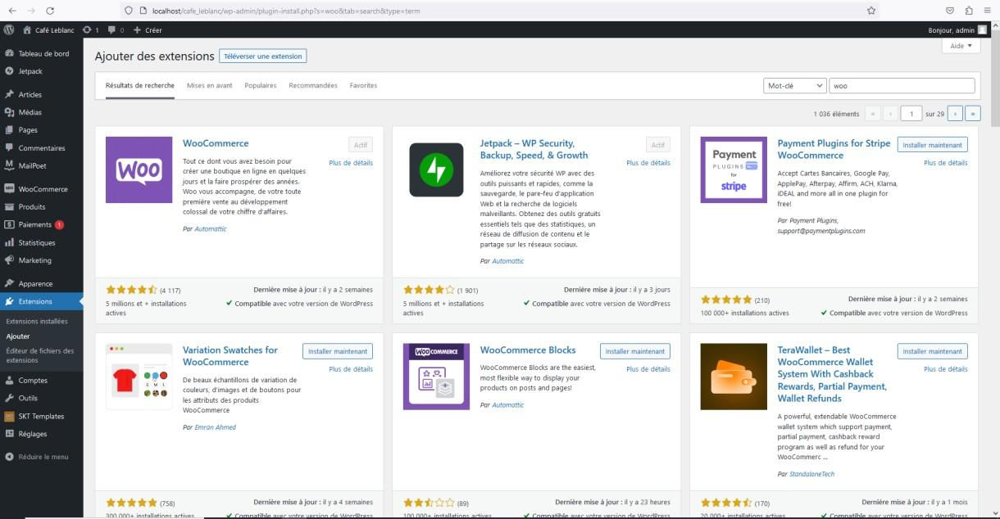 localhost/cafe_leblanc/wp-admin/plugin-install.php?s=woo&tab=search&type=term
Café Leblanc
1
0
Créer
Bonjour, admin
Tableau de bord
Jetpack
Articles
Médias
Pages
Commentaires
MailPoet
WooCommerce
Produits
Paiements 1
Statistiques
Marketing
Apparence
Extensions
Extensions installées
Ajouter
Éditeur de fichiers des
extensions
Comptes
Outils
SKT Templates
Réglages
Réduire le menu
Aide
Ajouter des extensions
Téléverser une extension
Résultats de recherche
Mises en avant
Populaires
Recommandées
Favorites
Mot-clé
woo
1 036 éléments
«
‹
1
sur 29
›
»
WOO
WooCommerce
Actif
Plus de détails
Tout ce dont vous avez besoin pour
créer une boutique en ligne en quelques
jours et la faire prospérer des années.
Woo vous accompagne, de votre toute
première vente au développement
colossal de votre chiffre d’affaires.
Par Automattic
(4 117)
5 millions et + installations
actives
Dernière mise à jour : il y a 2 semaines
Compatible avec votre version de WordPress
Jetpack – WP Security,
Backup, Speed, & Growth
Actif
Plus de détails
Améliorez votre sécurité WP avec des
outils puissants et rapides, comme la
sauvegarde, le pare-feu d’application
Web et la recherche de logiciels
malveillants. Obtenez des outils gratuits
essentiels tels que des statistiques, un
réseau de diffusion de contenu et le
partage sur les réseaux sociaux.
Par Automattic
(1 901)
5 millions et + installations
actives
Dernière mise à jour : il y a 3 jours
Compatible avec votre version de WordPress
Payment
PLUGINS
for
stripe
Payment Plugins for Stripe
WooCommerce
Installer maintenant
Plus de détails
Accept Cartes Bancaires, Google Pay,
ApplePay, Afterpay, Affirm, ACH, Klarna,
iDEAL and more all in one plugin for
free!
Par Payment Plugins,
support@paymentplugins.com
(210)
100 000+ installations actives
Dernière mise à jour : il y a 2 semaines
Compatible avec votre version de WordPress
S M L
Variation Swatches for
WooCommerce
Installer maintenant
Plus de détails
De beaux échantillons de variation de
couleurs, d’images et de boutons pour
les attributs des produits
WooCommerce
Par Emran Ahmed
(758)
300 000+ installations actives
Dernière mise à jour : il y a 4 semaines
Compatible avec votre version de WordPress
WOO COMMERCE
WooCommerce Blocks
Installer maintenant
Plus de détails
WooCommerce Blocks are the easiest,
most flexible way to display your
products on posts and pages!
Par Automattic
(89)
100 000+ installations actives
Dernière mise à jour : il y a 23 heures
Compatible avec votre version de WordPress
TeraWallet – Best
WooCommerce Wallet
System With Cashback
Rewards, Partial Payment,
Wallet Refunds
Installer maintenant
Plus de détails
A powerful, extendable WooCommerce
wallet system which support payment,
partial payment, cashback reward
program as well as refund for your
WooCommerc ...
Par StandaloneTech
(170)
20 000+ installations actives
Dernière mise à jour : il y a 1 mois
Compatible avec votre version de WordPress